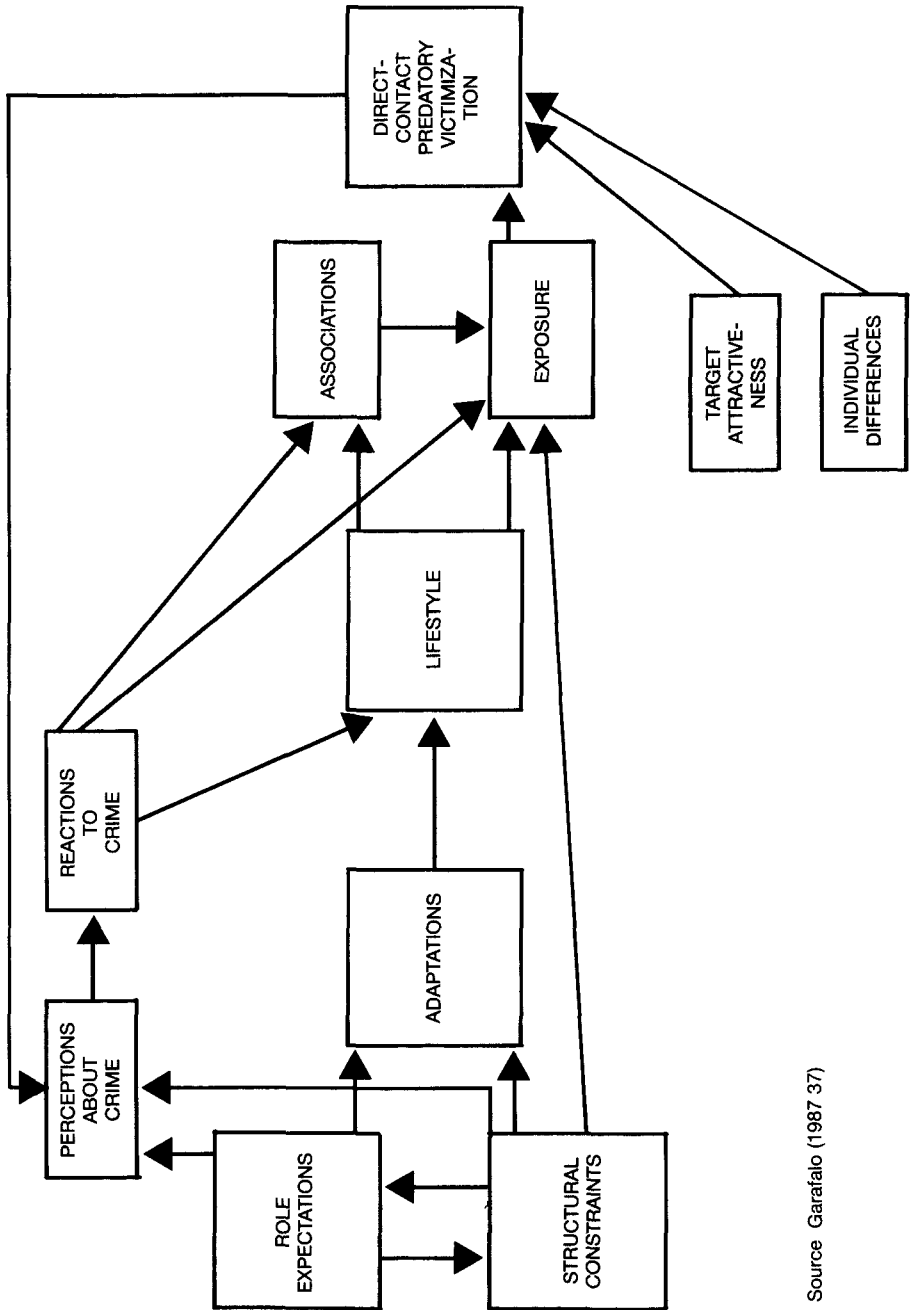 PERCEPTIONS
ABOUT
CRIME
REACTIONS
TO
CRIME
ROLE
EXPECTATIONS
STRUCTURAL
CONSTRAINTS
ADAPTATIONS
LIFESTYLE
ASSOCIATIONS
EXPOSURE
DIRECT-
CONTACT
PREDATORY
VICTIMIZA-
TION
TARGET
ATTRACTIVE-
NESS
INDIVIDUAL
DIFFERENCES
Source Garafalo (1987 37)